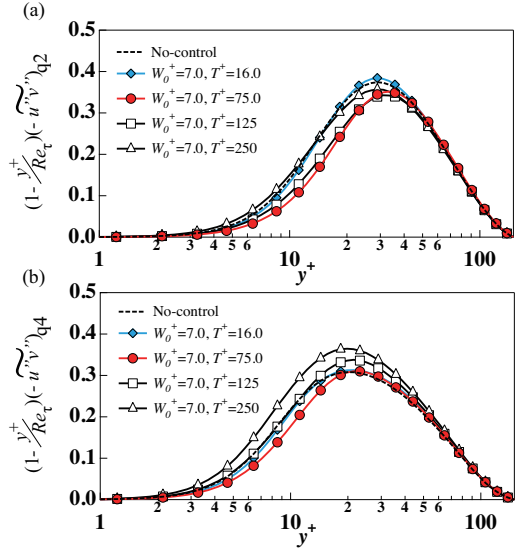 (a)
(1-y+/Reτ)(-u''v'')q2
0.5
0.4
0.3
0.2
0.1
0.0
No-control
W0+=7.0, T+=16.0
W0+=7.0, T+=75.0
W0+=7.0, T+=125
W0+=7.0, T+=250
2 3 4 5 6 2 3 4 5 6
1 10 100
y+
(b)
(1-y+/Reτ)(-u''v'')q4
0.5
0.4
0.3
0.2
0.1
0.0
No-control
W0+=7.0, T+=16.0
W0+=7.0, T+=75.0
W0+=7.0, T+=125
W0+=7.0, T+=250
2 3 4 5 6 2 3 4 5 6
1 10 100
y+